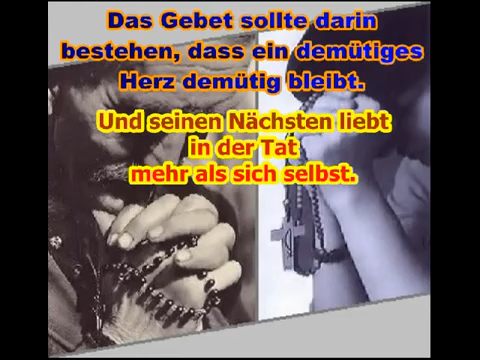 Das Gebet sollte darin
bestehen, dass ein demütiges
Herz demütig bleibt.
Und seinen Nächsten liebt
in der Tat
mehr als sich selbst.